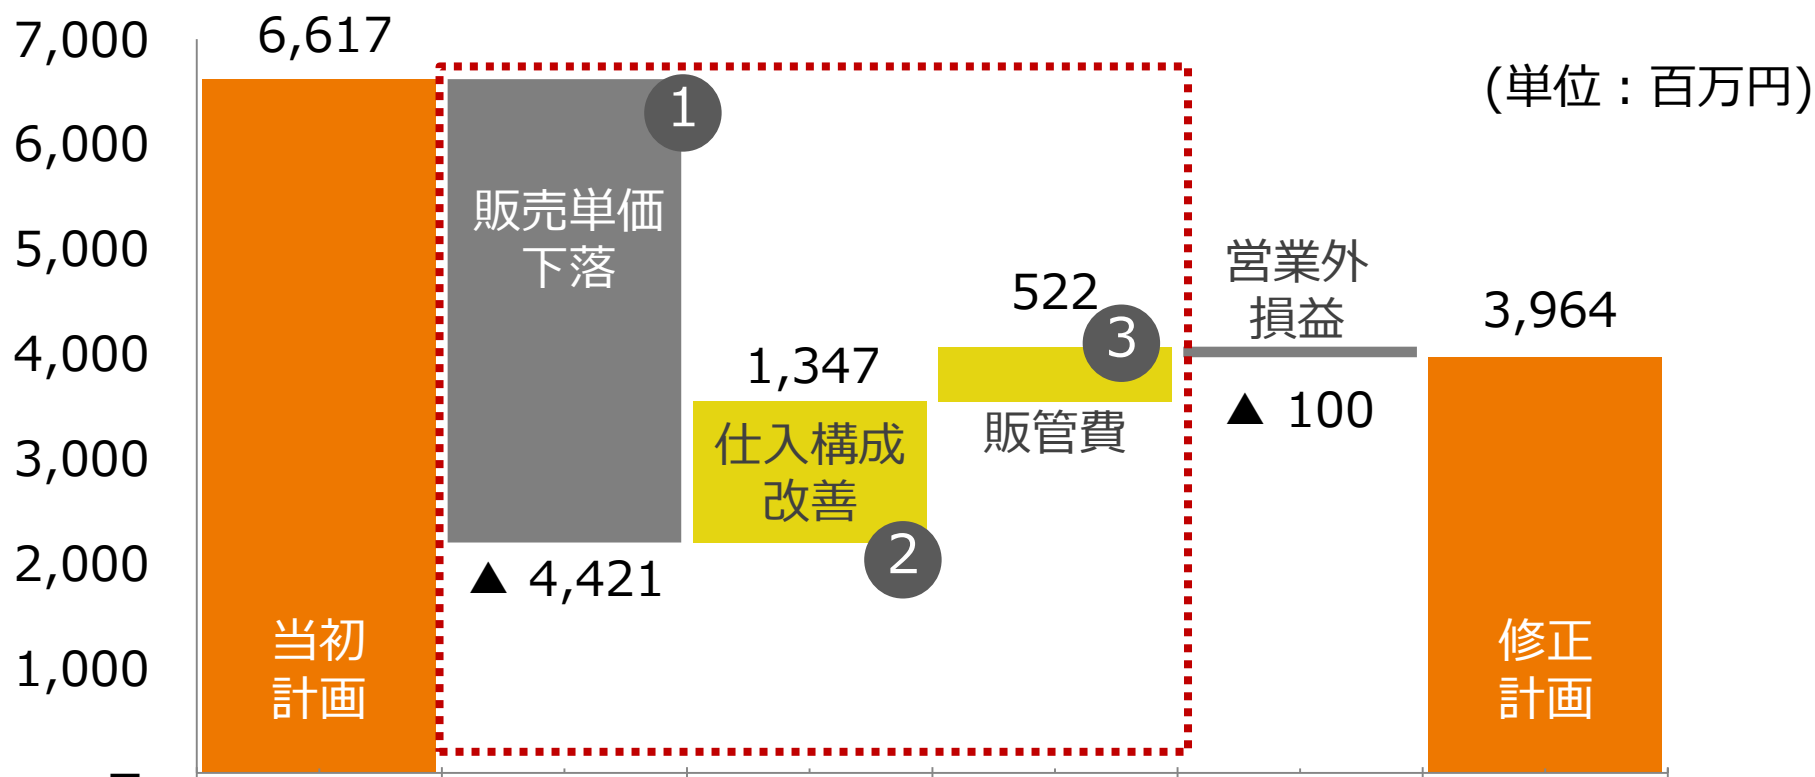 7,000
6,000
5,000
4,000
3,000
2,000
1,000
(単位：百万円)
6,617
当初
計画
1
販売単価
下落
▲ 4,421
1,347
仕入構成
改善
2
522
3
販管費
営業外
損益
▲ 100
3,964
修正
計画